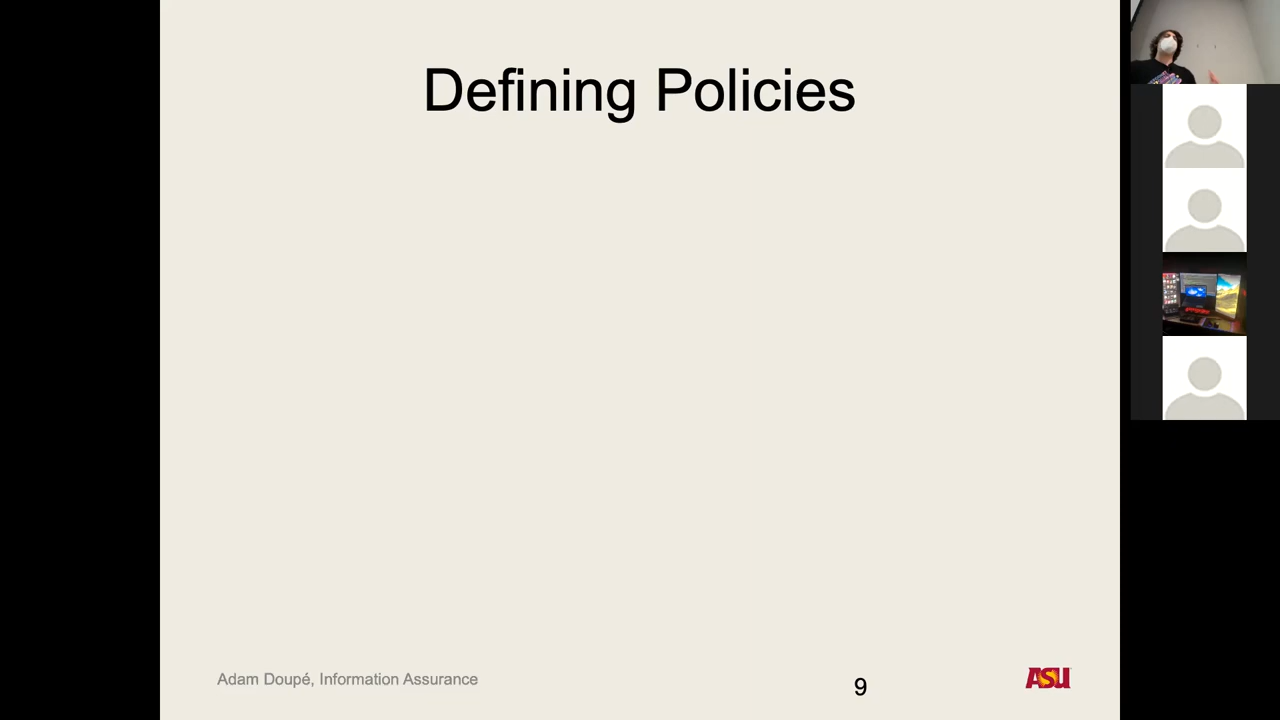 Defining Policies
Adam Doupé, Information Assurance
9
ASU